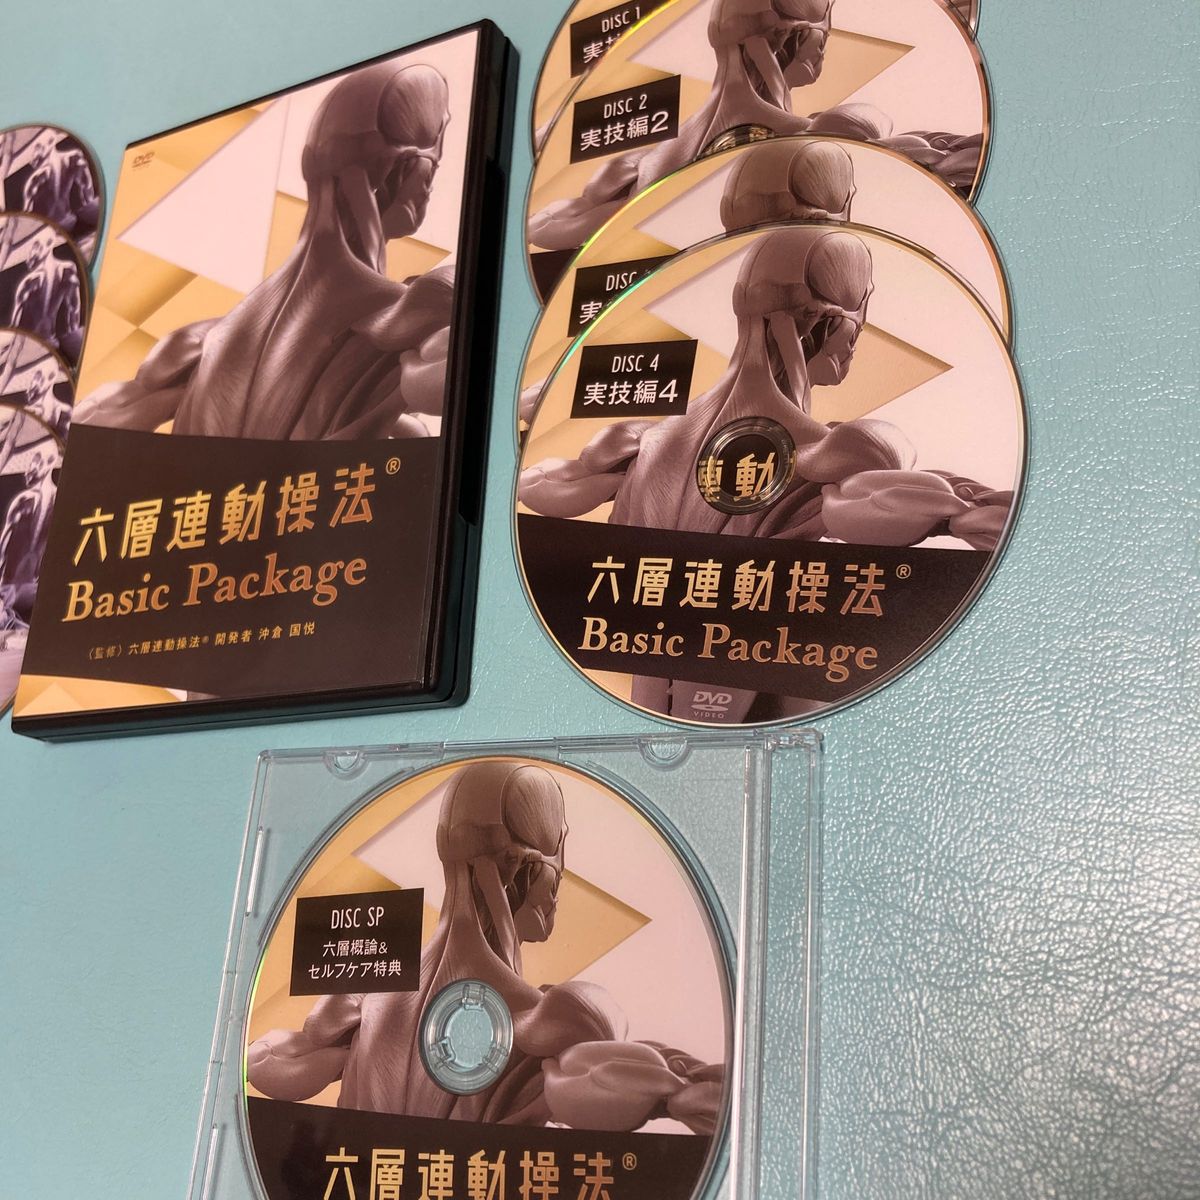 DVD
六層連動操法®
Basic Package
（監修）六層連動操法® 開発者 沖倉 国悦
DISC 1
実技
DISC 2
実技編2
DISC
実
DISC 4
実技編4
連動
六層連動操法®
Basic Package
DVD
VIDEO
DISC SP
六層概論&
セルフケア特典
六層連動操法®